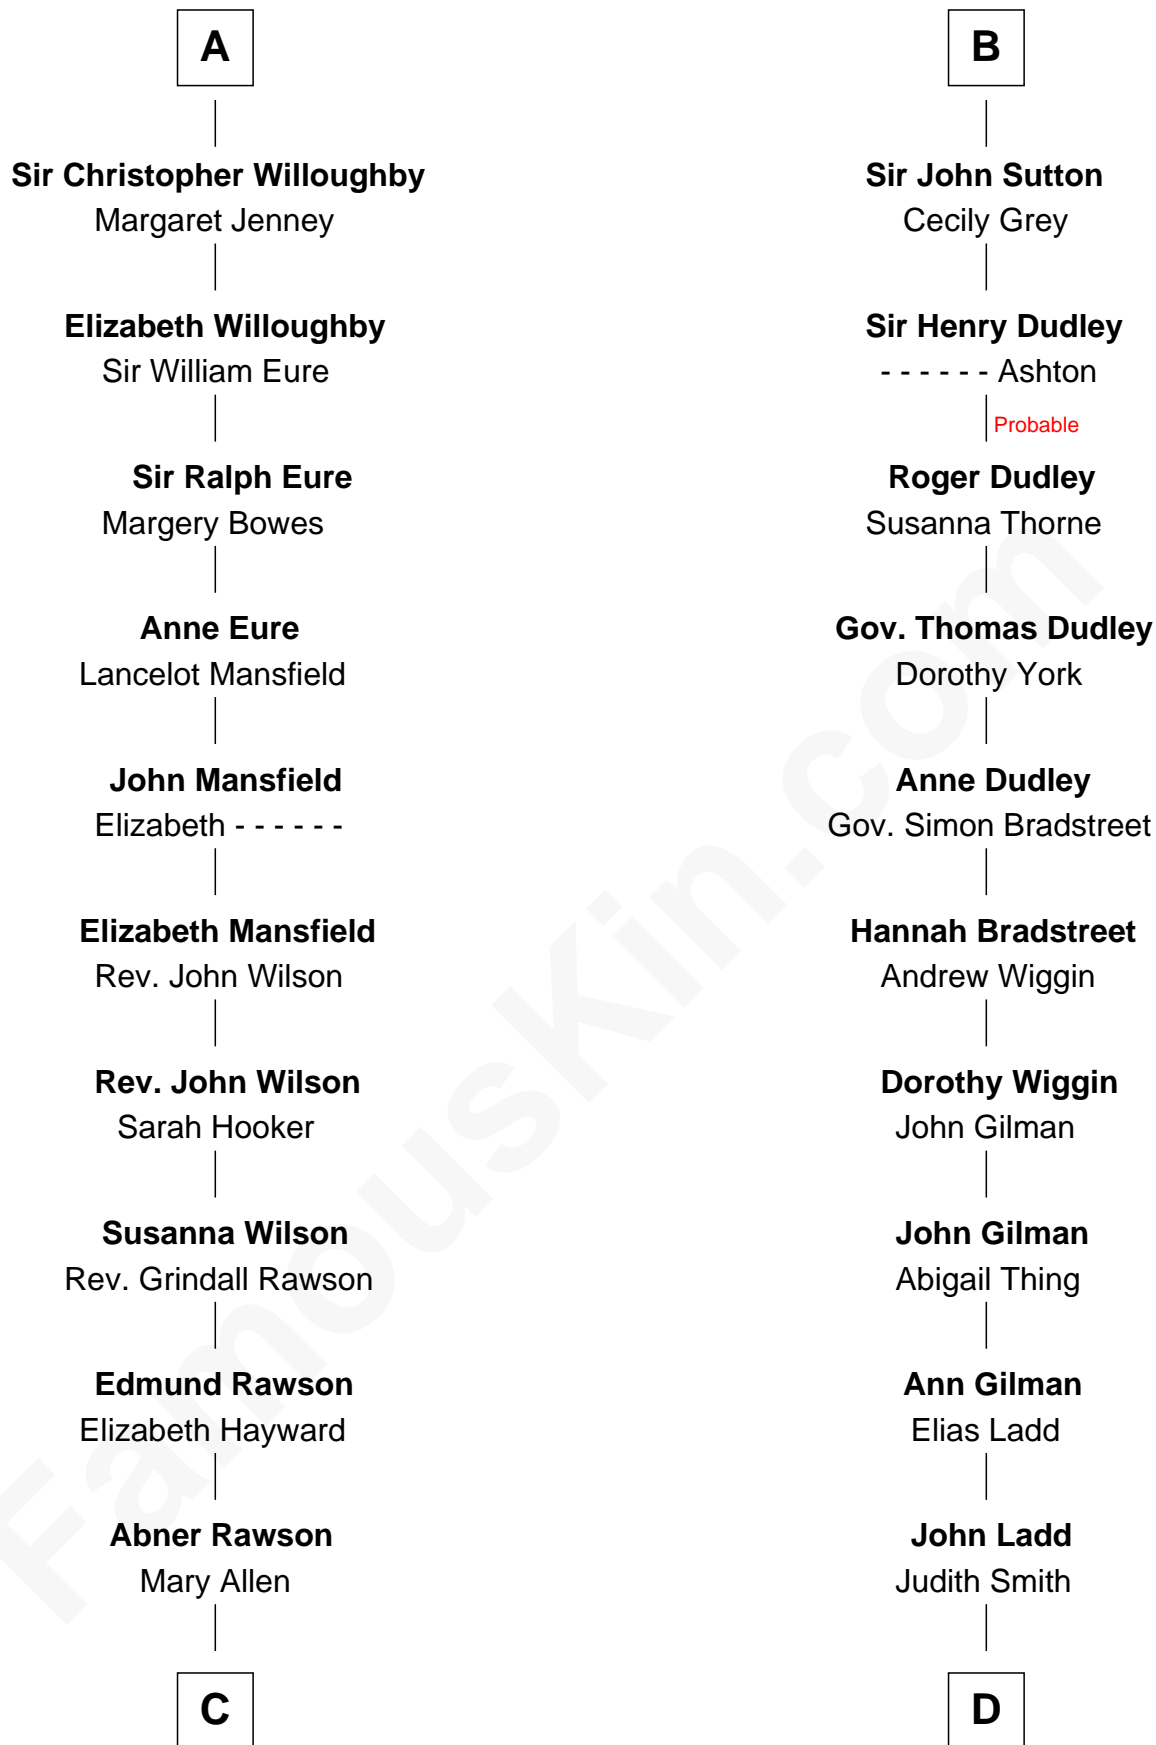 A
Sir Christopher Willoughby
Margaret Jenney
Elizabeth Willoughby
Sir William Eure
Sir Ralph Eure
Margery Bowes
Anne Eure
Lancelot Mansfield
John Mansfield
Elizabeth - - - - - -
Elizabeth Mansfield
Rev. John Wilson
Rev. John Wilson
Sarah Hooker
Susanna Wilson
Rev. Grindall Rawson
Edmund Rawson
Elizabeth Hayward
Abner Rawson
Mary Allen
C
B
Sir John Sutton
Cecily Grey
Sir Henry Dudley
- - - - - - Ashton
Probable
Roger Dudley
Susanna Thorne
Gov. Thomas Dudley
Dorothy York
Anne Dudley
Gov. Simon Bradstreet
Hannah Bradstreet
Andrew Wiggin
Dorothy Wiggin
John Gilman
John Gilman
Abigail Thing
Ann Gilman
Elias Ladd
John Ladd
Judith Smith
D
FamousKin.com